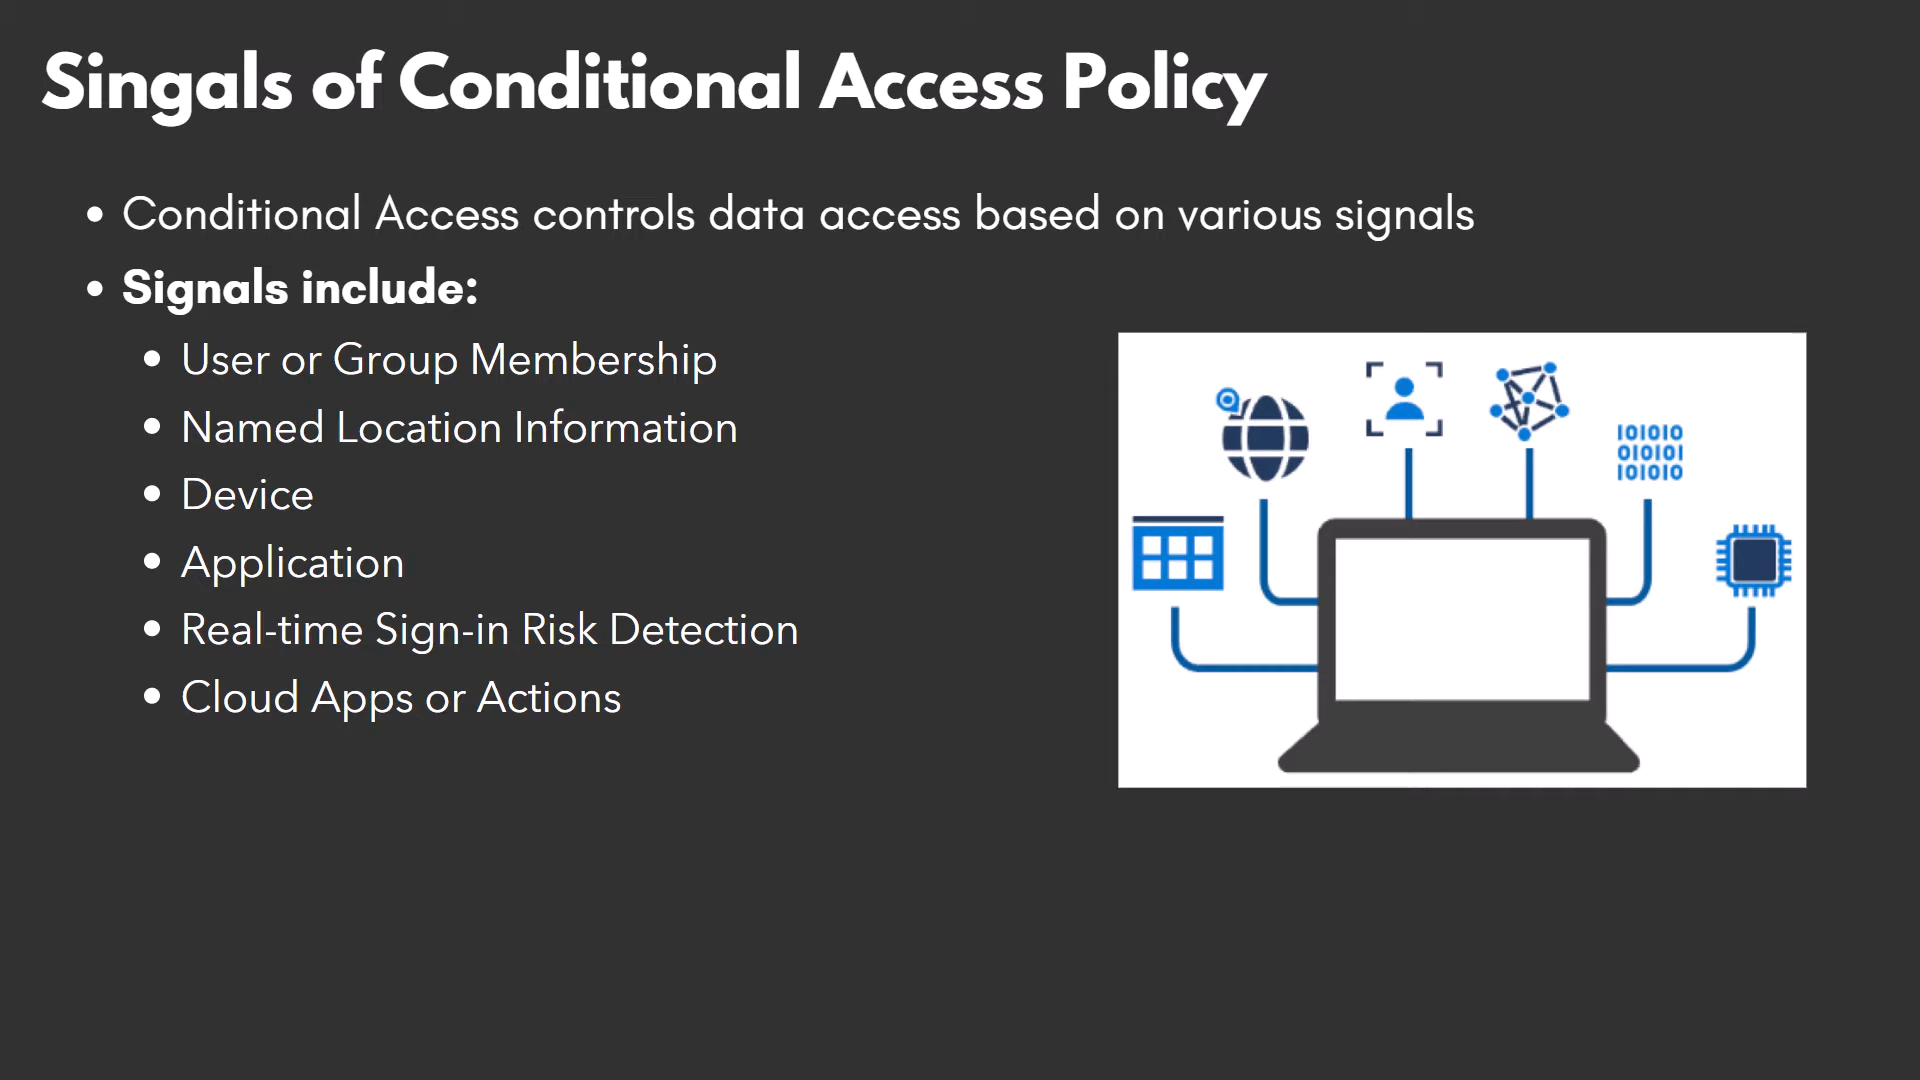 Singals of Conditional Access Policy
• Conditional Access controls data access based on various signals
• Signals include:
• User or Group Membership
• Named Location Information
• Device
• Application
• Real-time Sign-in Risk Detection
• Cloud Apps or Actions
101010
010101
101010